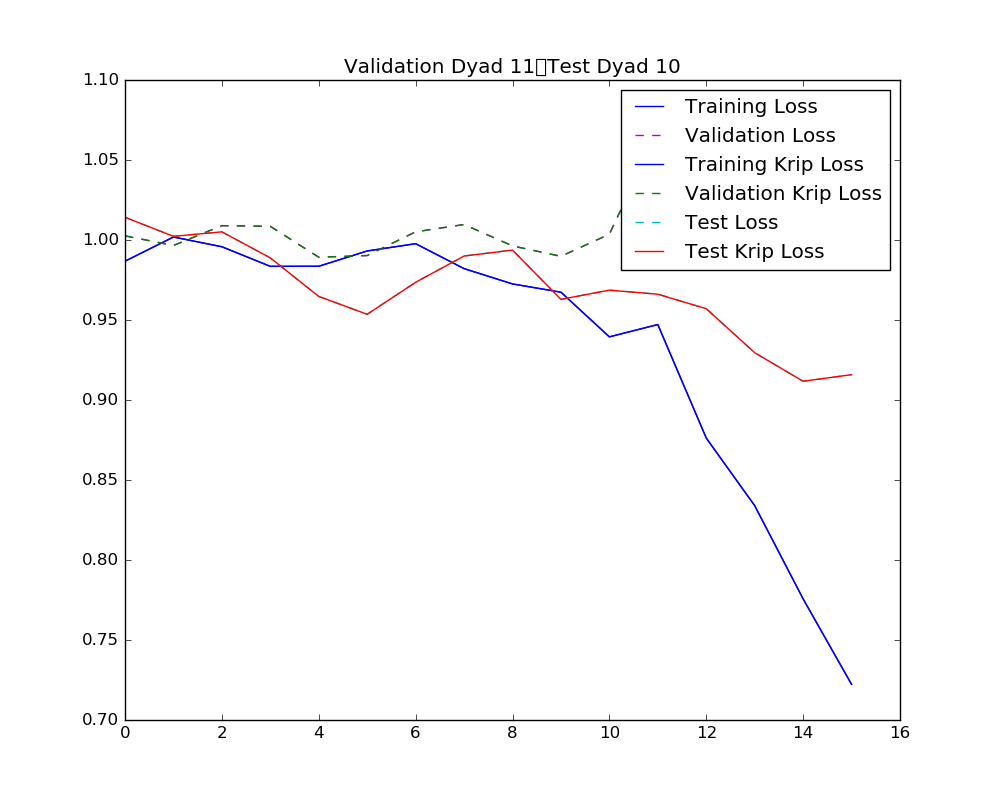 Validation Dyad 11▯Test Dyad 10
1.10
1.05
1.00
0.95
0.90
0.85
0.80
0.75
0.70
0 2 4 6 8 10 12 14 16
Training Loss
Validation Loss
Training Krip Loss
Validation Krip Loss
Test Loss
Test Krip Loss